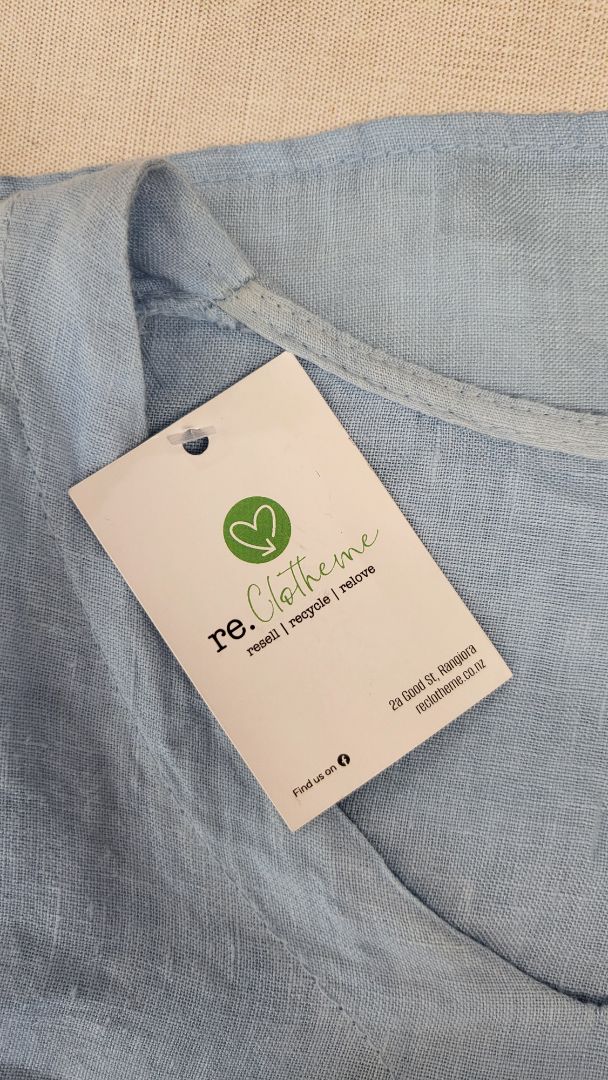 re.Clotheme
resell | recycle | relove
2a Good St, Rangiora
reclotheme.co.nz
Find us on